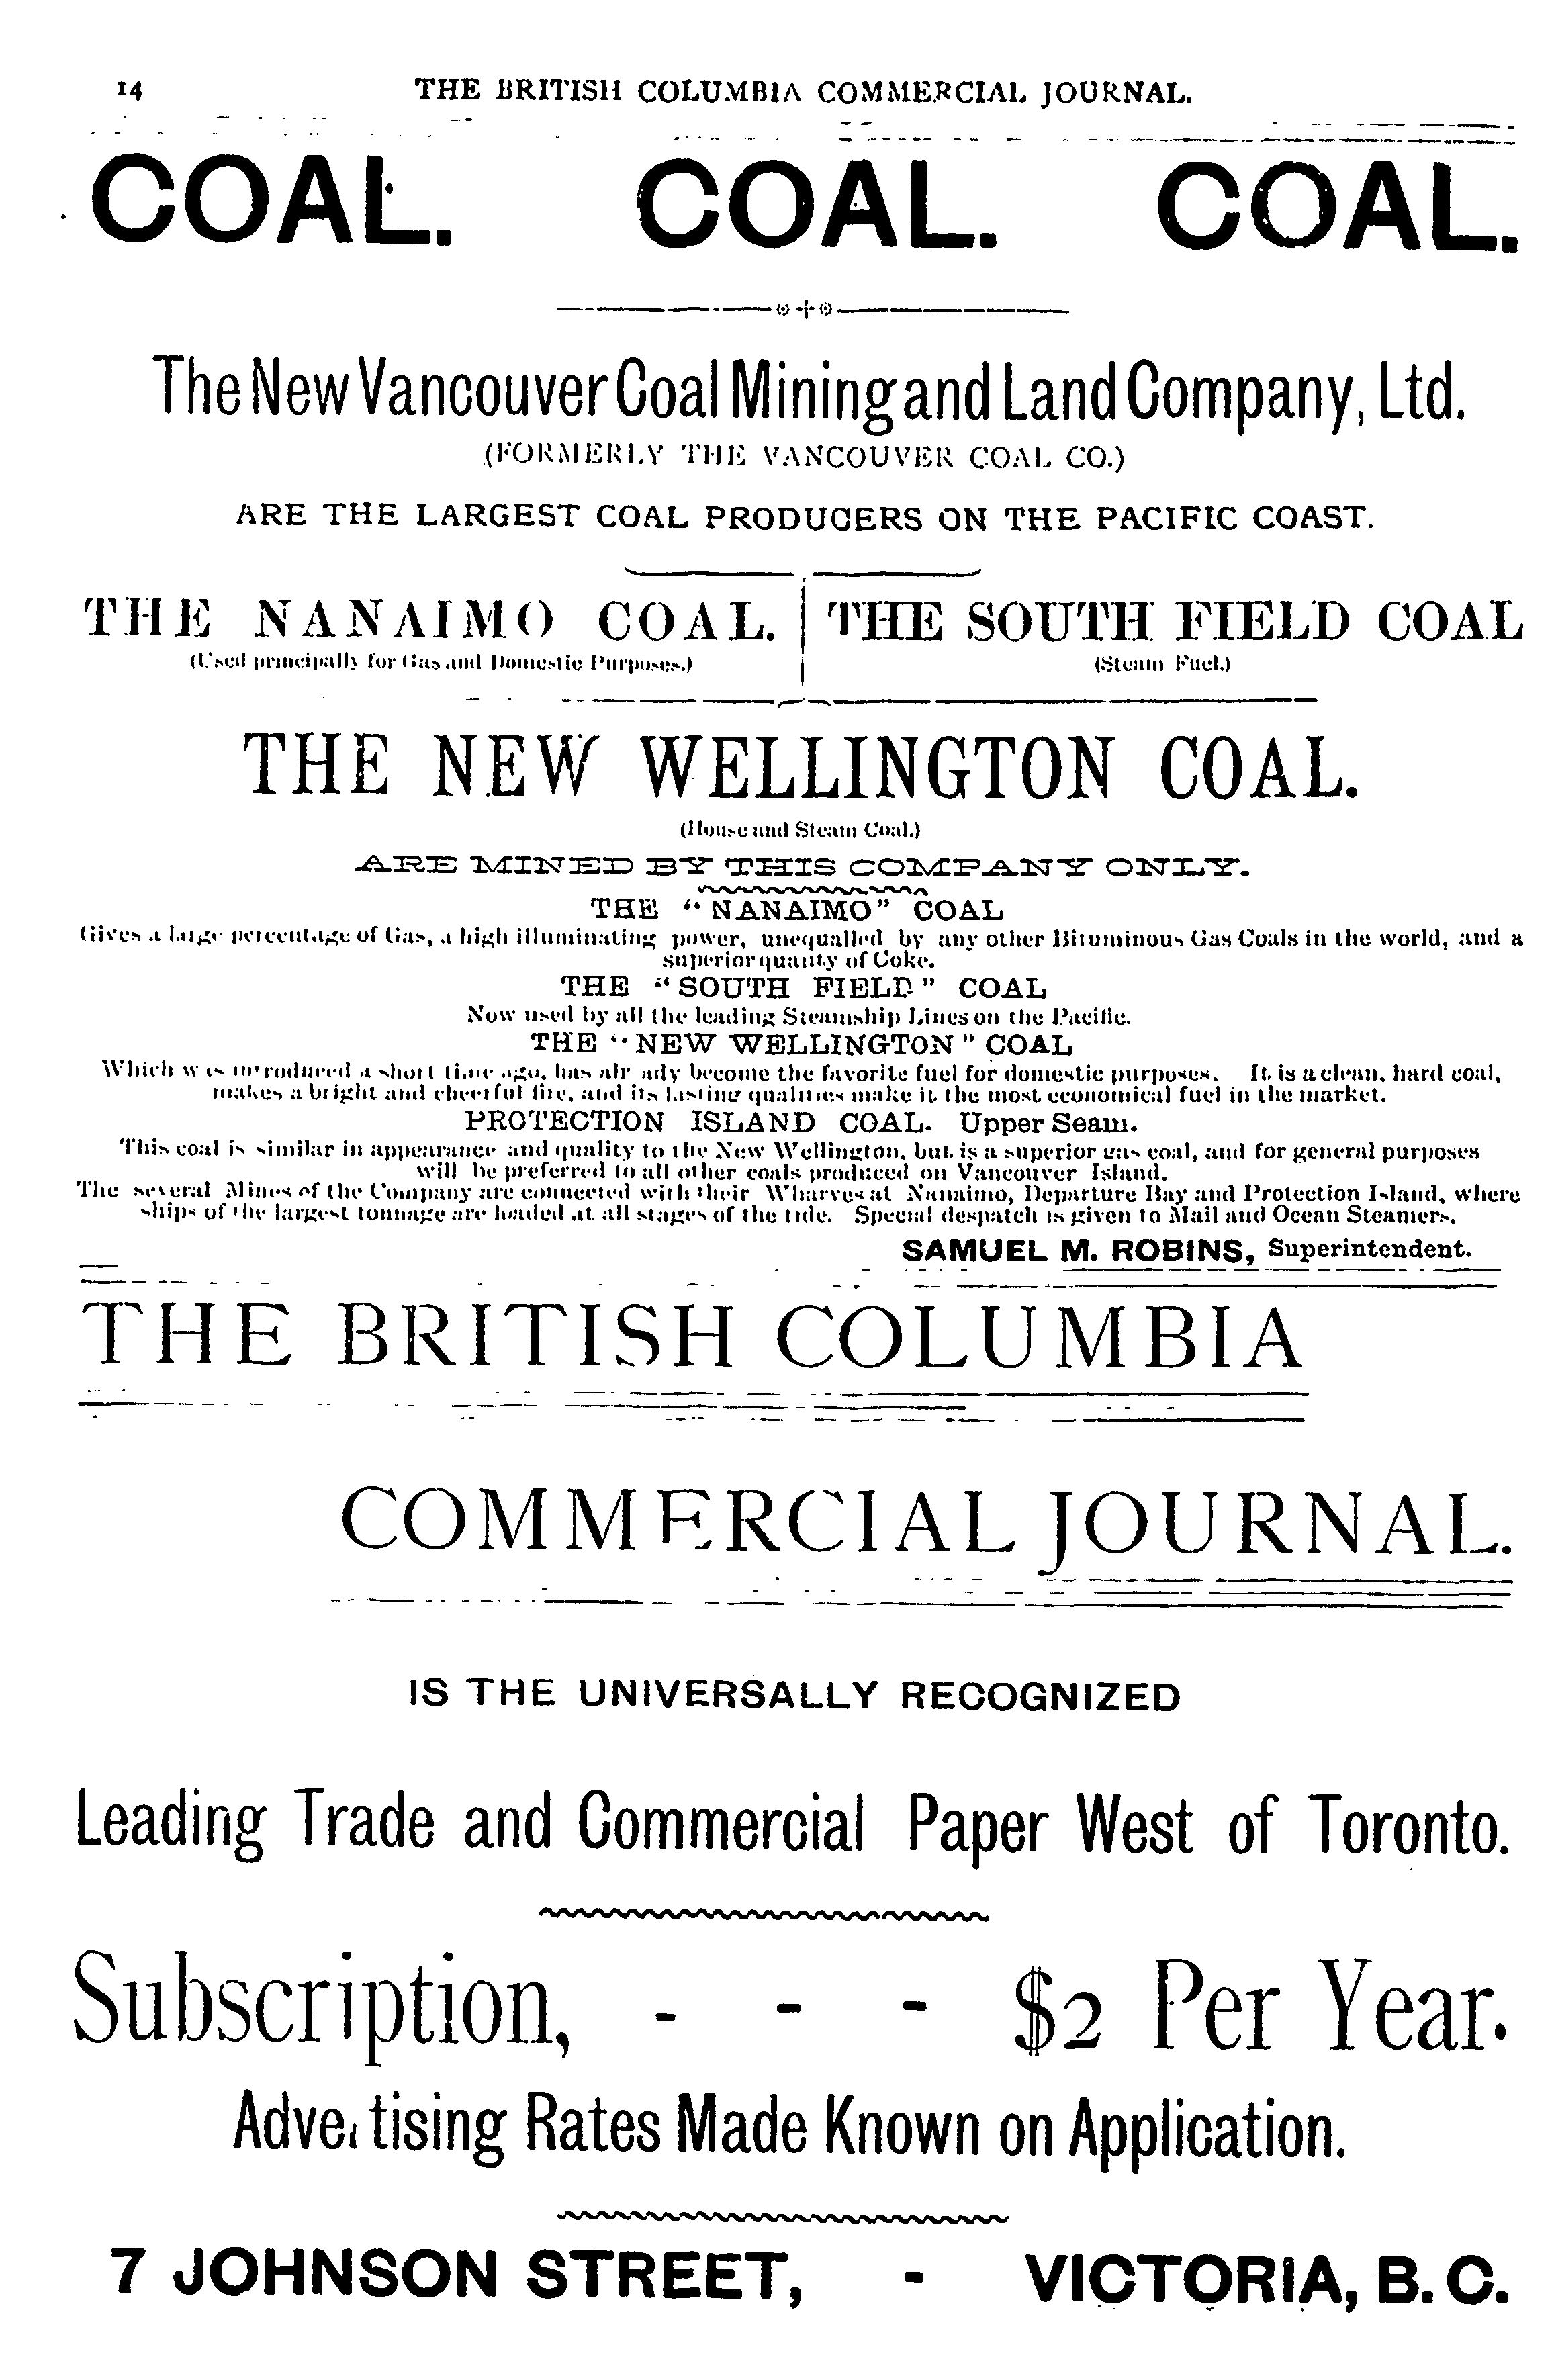 14 THE BRITISH COLUMBIA COMMERCIAL JOURNAL.
COAL. COAL. COAL.
The New Vancouver Coal Mining and Land Company, Ltd.
(FORMERLY THE VANCOUVER COAL CO.)
ARE THE LARGEST COAL PRODUCERS ON THE PACIFIC COAST.
THE NANAIMO COAL. THE SOUTH FIELD COAL
(Used principally for Gas and Domestic Purposes.) (Steam Fuel.)
THE NEW WELLINGTON COAL.
(House and Steam Coal.)
ARE MINED BY THIS COMPANY ONLY.
THE "NANAIMO" COAL
Gives a large percentage of Gas, a high illuminating power, unequalled by any other Bituminous Gas Coals in the world, and a
superior quality of Coke.
THE "SOUTH FIELD" COAL
Now used by all the leading Steamship Lines on the Pacific.
THE "NEW WELLINGTON" COAL
Which was introduced a short time ago, has already become the favorite fuel for domestic purposes. It is a clean, hard coal,
makes a bright and cheerful fire, and its lasting qualities make it the most economical fuel in the market.
PROTECTION ISLAND COAL. Upper Seam.
This coal is similar in appearance and quality to the New Wellington, but is a superior gas coal, and for general purposes
will be preferred to all other coals produced on Vancouver Island.
The several Mines of the Company are connected with their Wharves at Nanaimo, Departure Bay and Protection Island, where
ships of the largest tonnage are loaded at all stages of the tide. Special despatch is given to Mail and Ocean Steamers.
SAMUEL M. ROBINS, Superintendent.
THE BRITISH COLUMBIA
COMMERCIAL JOURNAL.
IS THE UNIVERSALLY RECOGNIZED
Leading Trade and Commercial Paper West of Toronto.
Subscription, - - - $2 Per Year.
Advertising Rates Made Known on Application.
7 JOHNSON STREET, - VICTORIA, B. C.